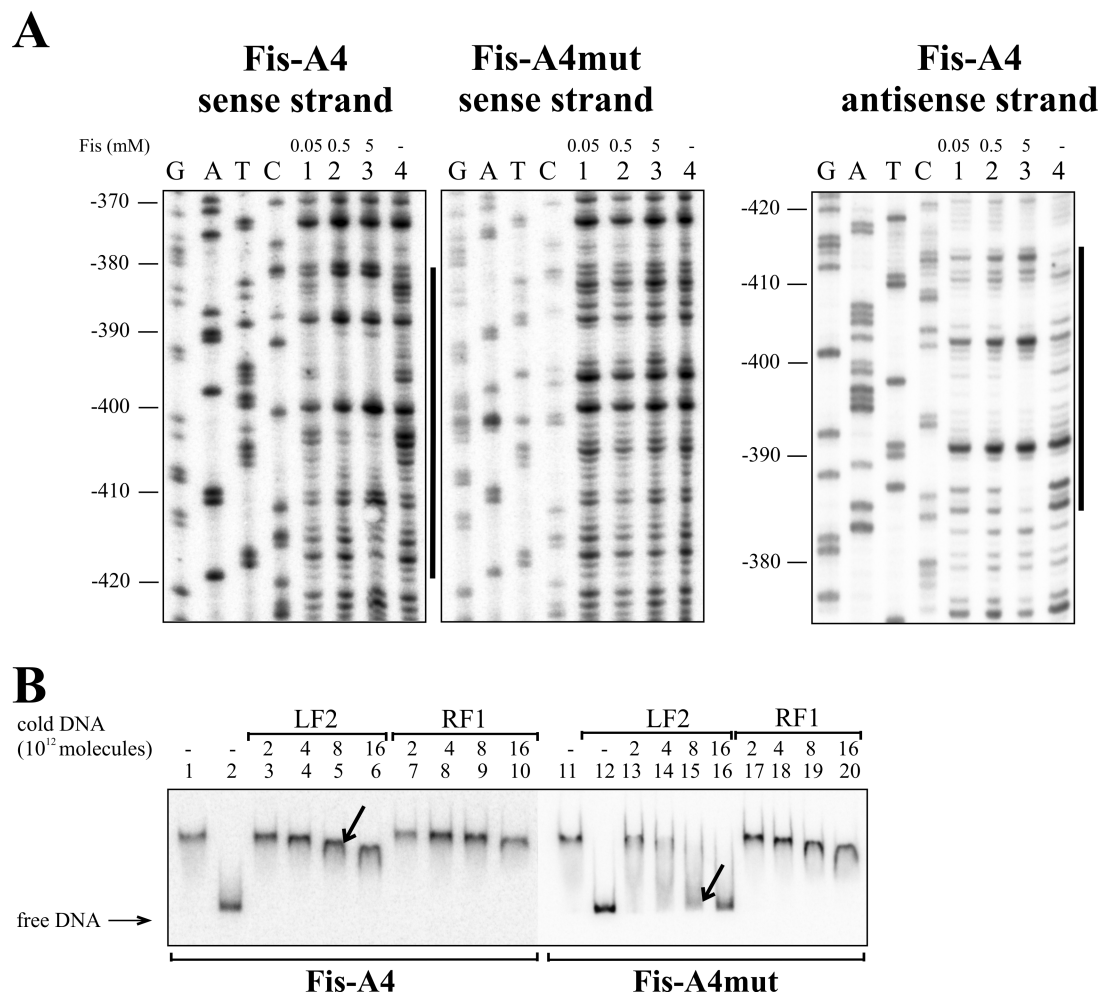 A
Fis-A4
sense strand
Fis-A4mut
sense strand
Fis-A4
antisense strand
Fis (mM)
0.05 0.5 5 -
0.05 0.5 5 -
0.05 0.5 5 -
G A T C 1 2 3 4
G A T C 1 2 3 4
G A T C 1 2 3 4
-370
-380
-390
-400
-410
-420
-420
-410
-400
-390
-380
B
cold DNA
(10¹² molecules)
LF2 RF1 LF2 RF1
- - 2 4 8 16 2 4 8 16 - - 2 4 8 16 2 4 8 16
1 2 3 4 5 6 7 8 9 10 11 12 13 14 15 16 17 18 19 20
free DNA
Fis-A4 Fis-A4mut